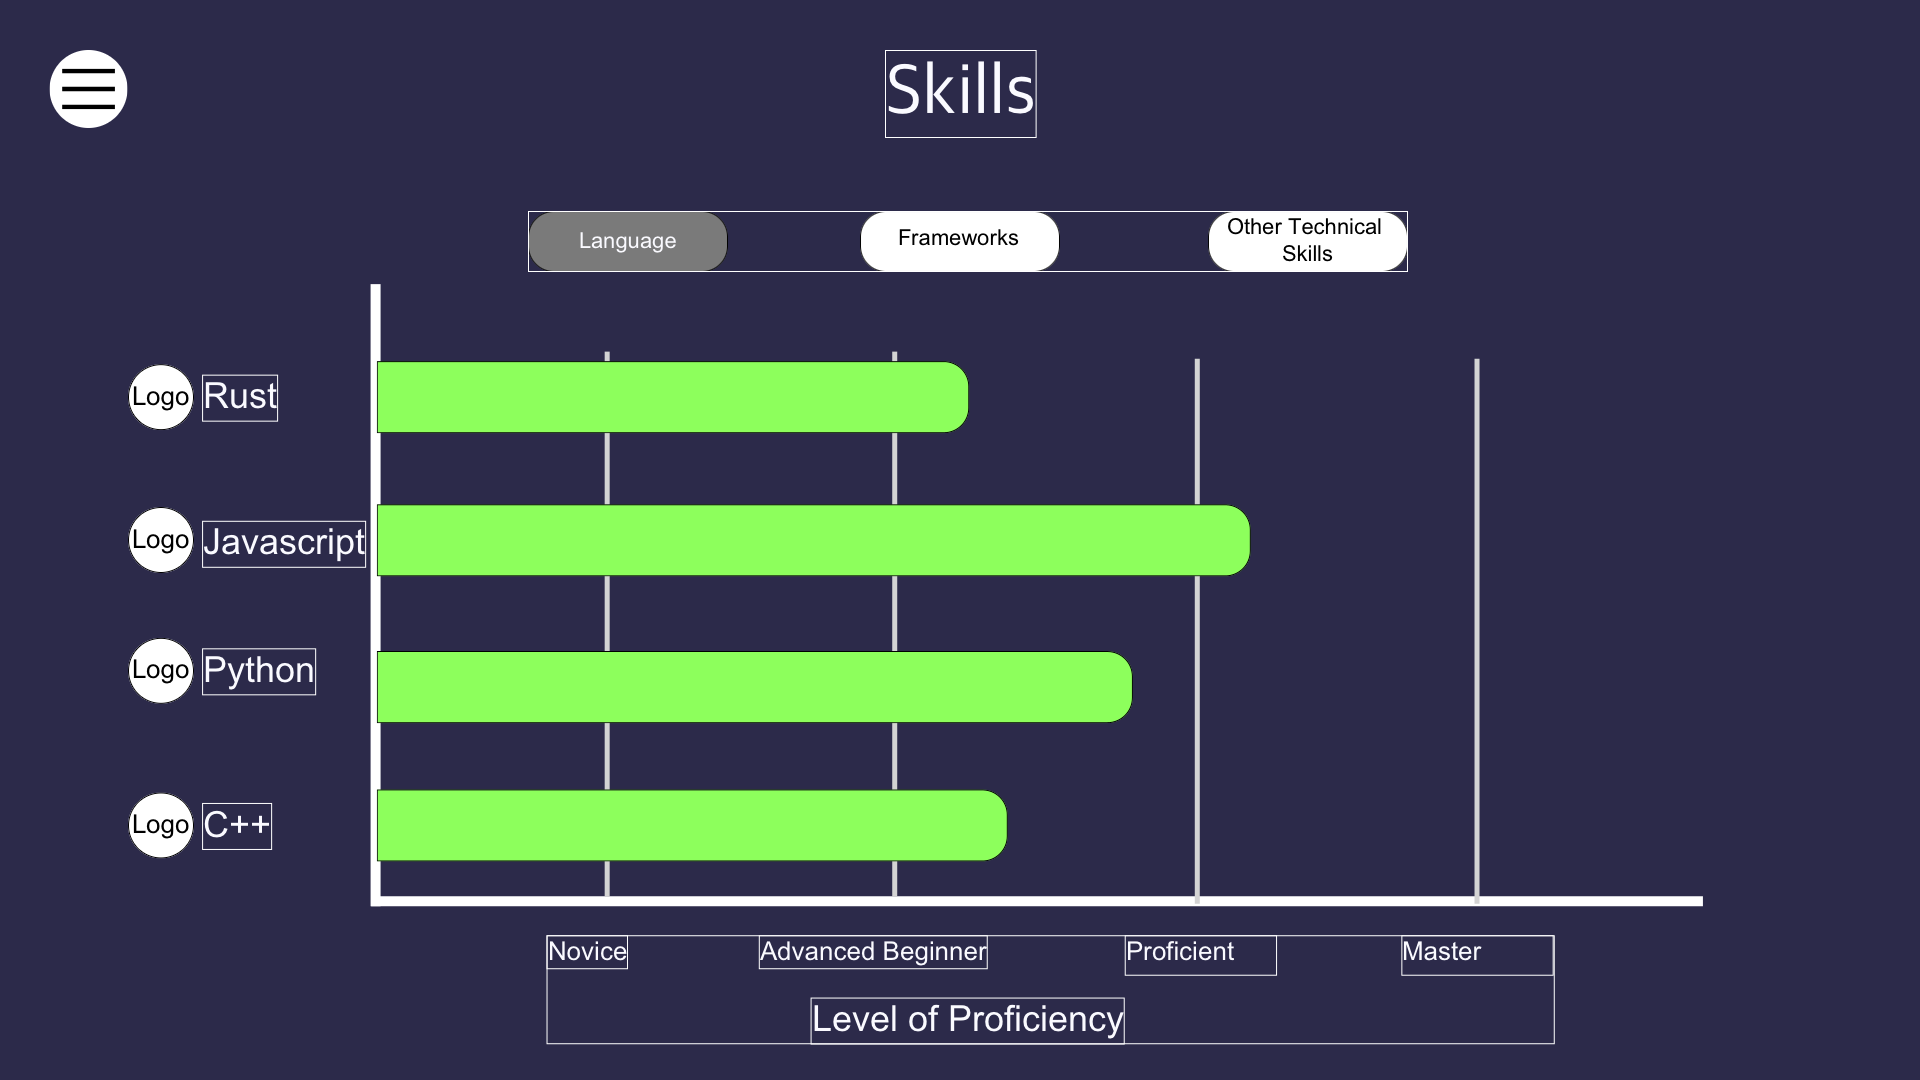 Skills
Language
Frameworks
Other Technical
Skills
Logo
Rust
Logo
Javascript
Logo
Python
Logo
C++
Novice
Advanced Beginner
Proficient
Master
Level of Proficiency